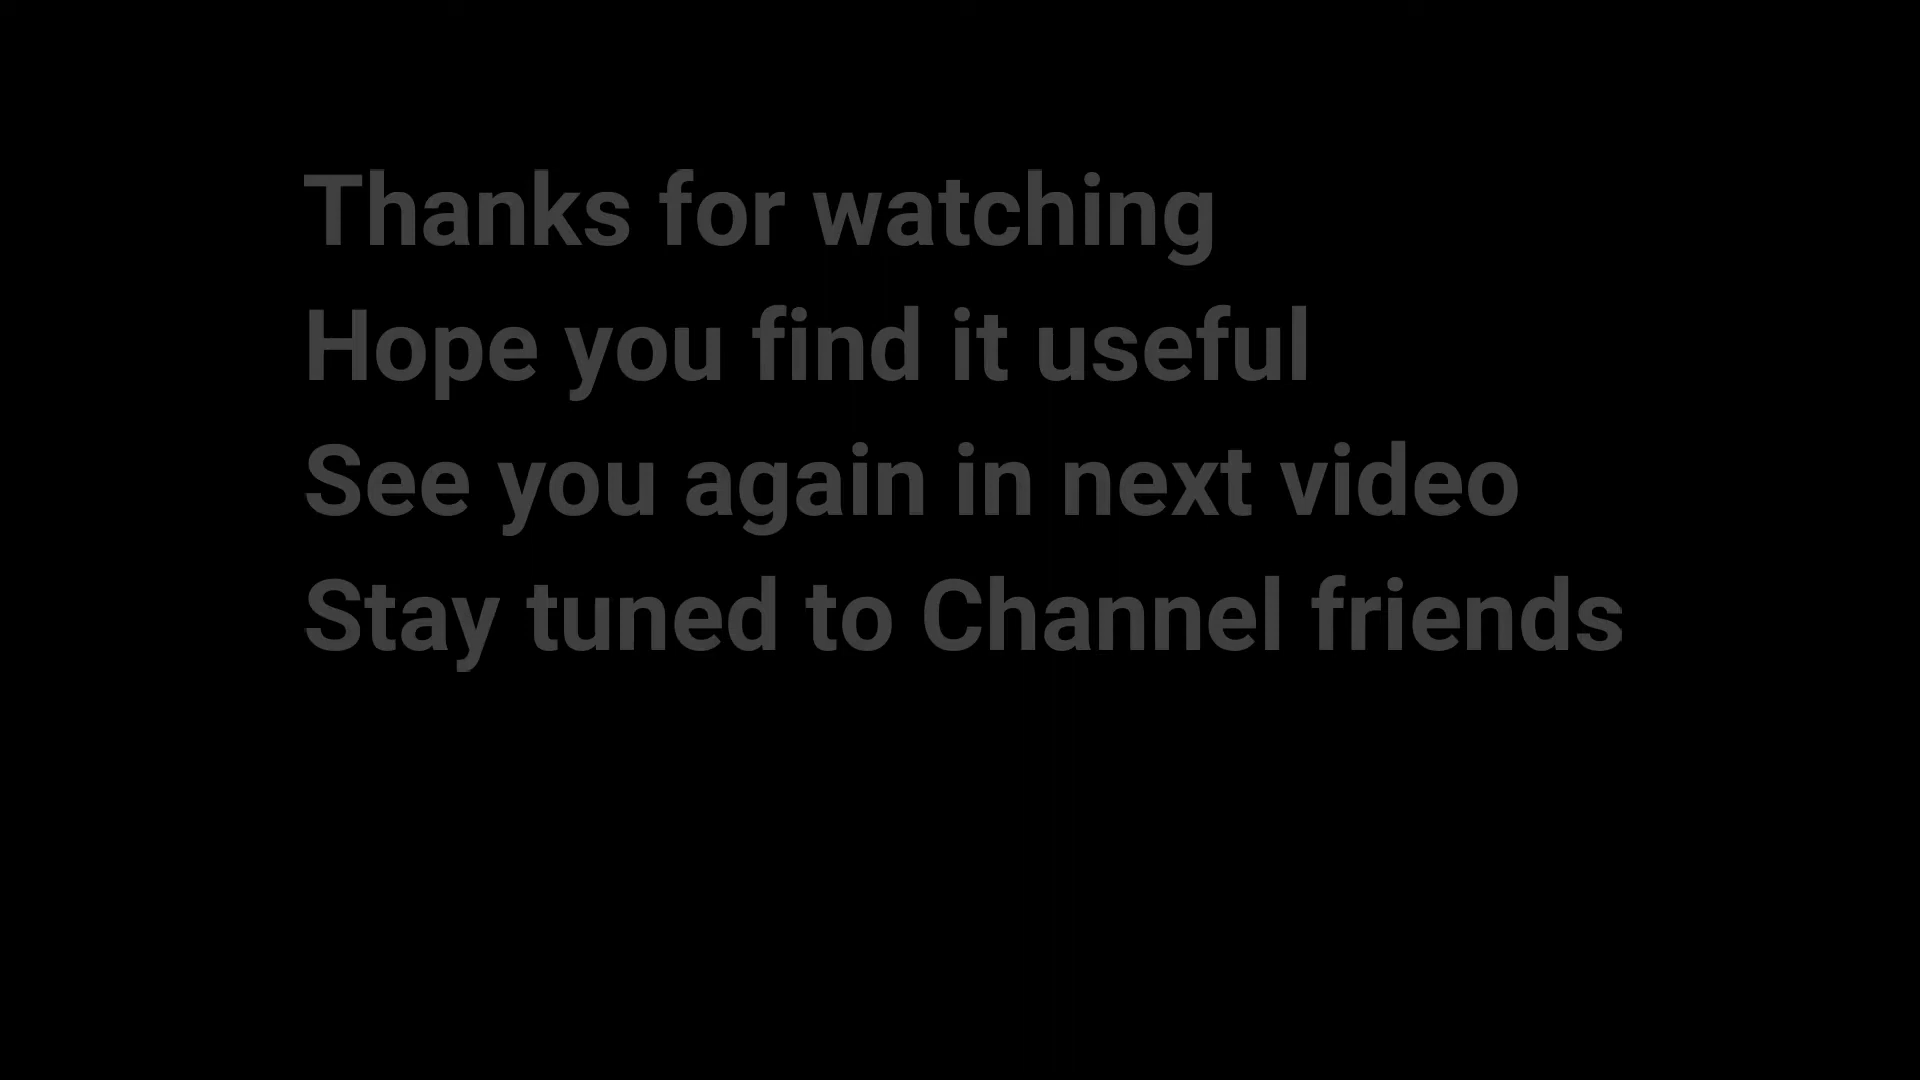 Thanks for watching
Hope you find it useful
See you again in next video
Stay tuned to Channel friends